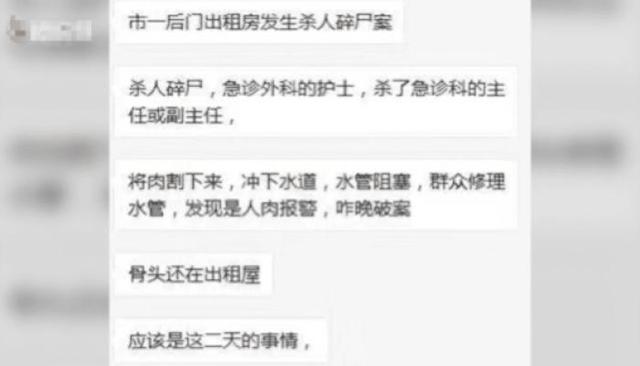 市一后门出租房发生杀人碎尸案
杀人碎尸，急诊外科的护士，杀了急诊科的主
任或副主任，
将肉割下来，冲下水道，水管阻塞，群众修理
水管，发现是人肉报警，咋晚破案
骨头还在出租屋
应该是这二天的事情，